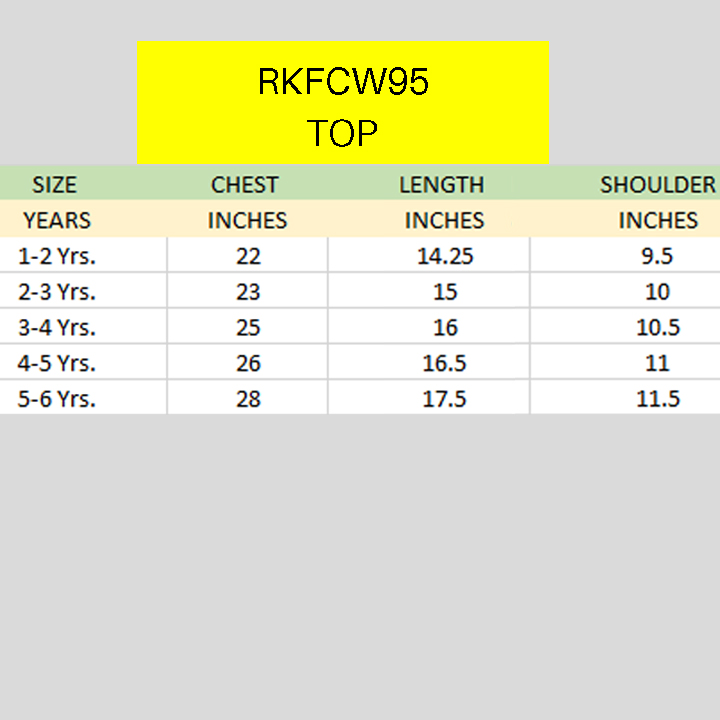 RKFCW95
TOP
SIZE CHEST LENGTH SHOULDER
YEARS INCHES INCHES INCHES
1-2 Yrs. 22 14.25 9.5
2-3 Yrs. 23 15 10
3-4 Yrs. 25 16 10.5
4-5 Yrs. 26 16.5 11
5-6 Yrs. 28 17.5 11.5